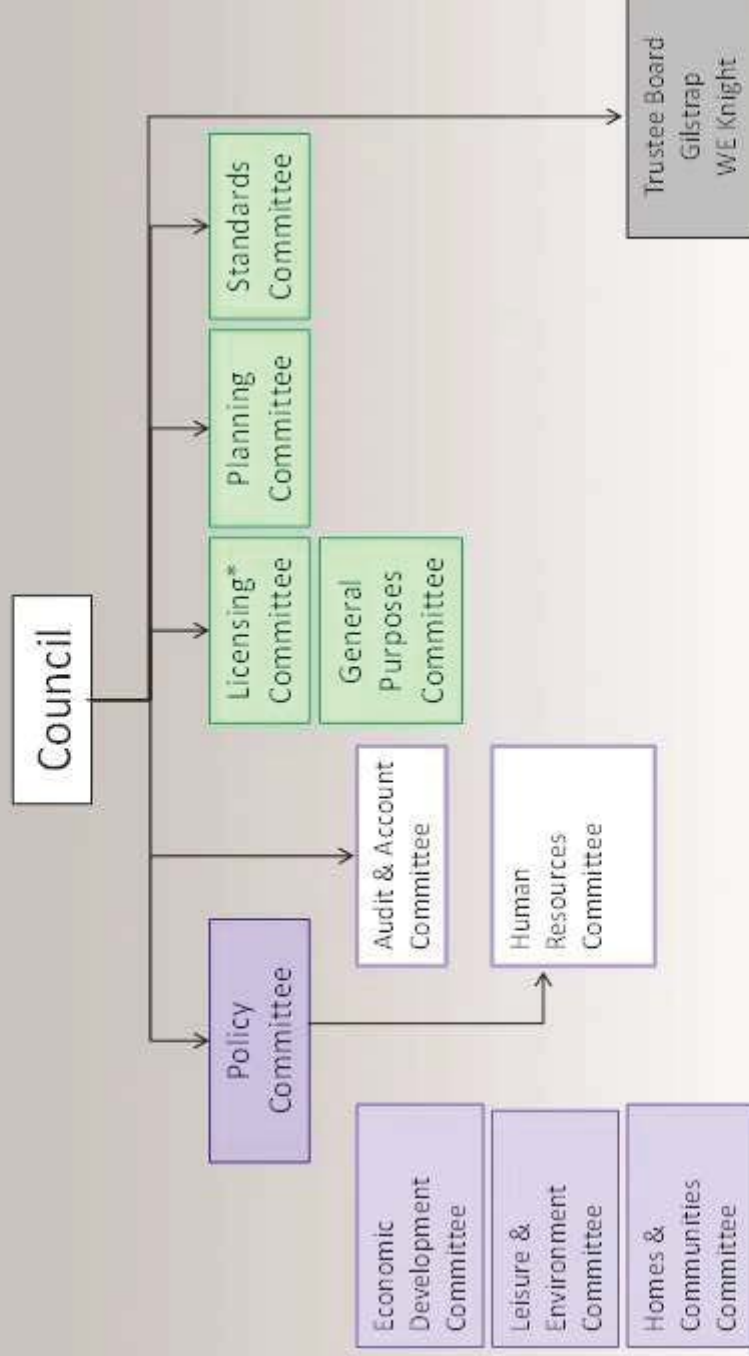 Council
Policy
Committee
Licensing*
Committee
Planning
Committee
Standards
Committee
General
Purposes
Committee
Audit & Account
Committee
Economic
Development
Committee
Human
Resources
Committee
Leisure &
Environment
Committee
Homes &
Communities
Committee
Trustee Board
Gilstrap
WE Knight